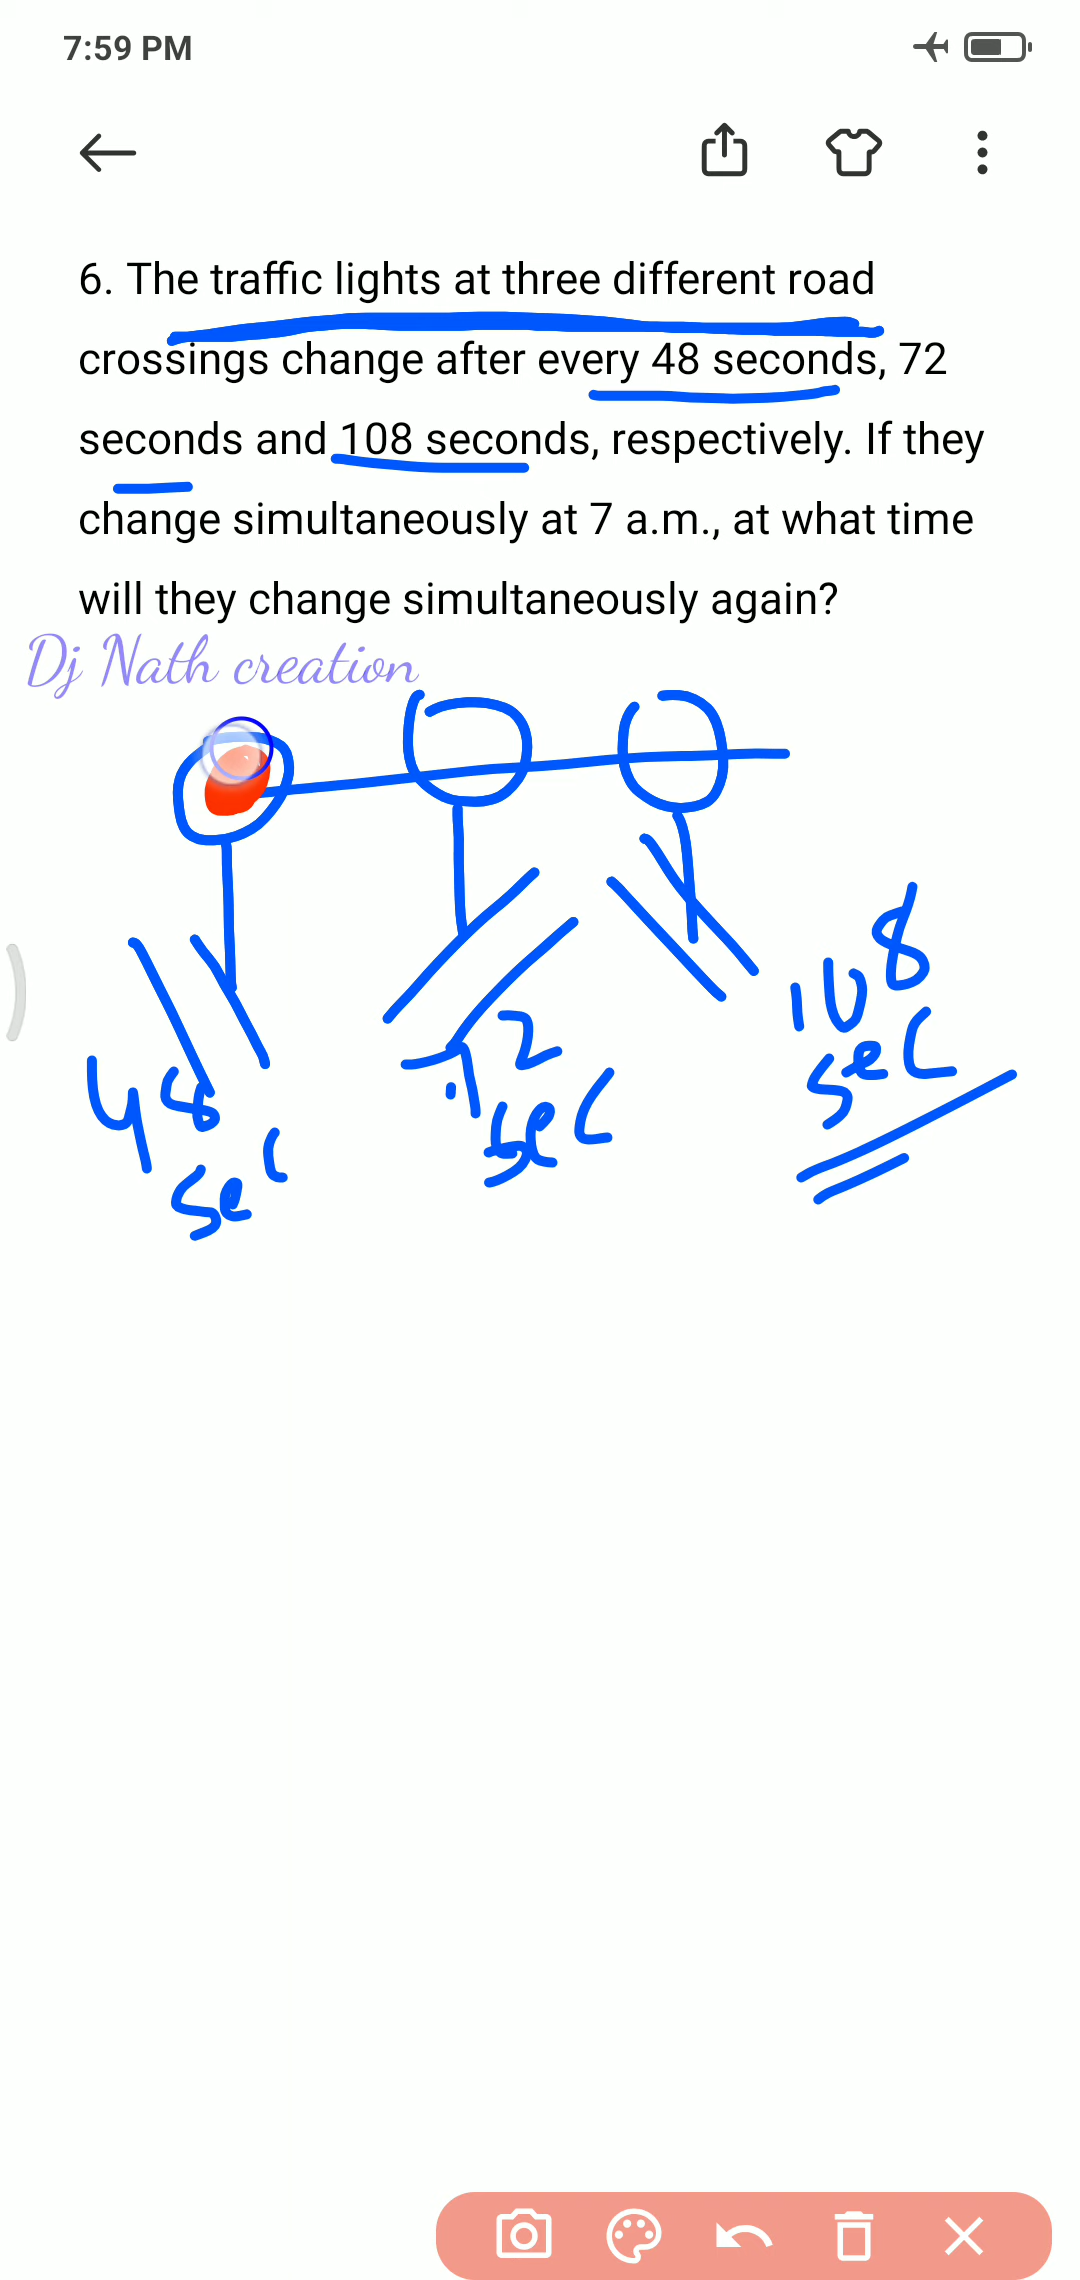 7:59 PM
6. The traffic lights at three different road
crossings change after every 48 seconds, 72
seconds and 108 seconds, respectively. If they
change simultaneously at 7 a.m., at what time
will they change simultaneously again?
Dj Nath creation
48 72 108
sec sec sec